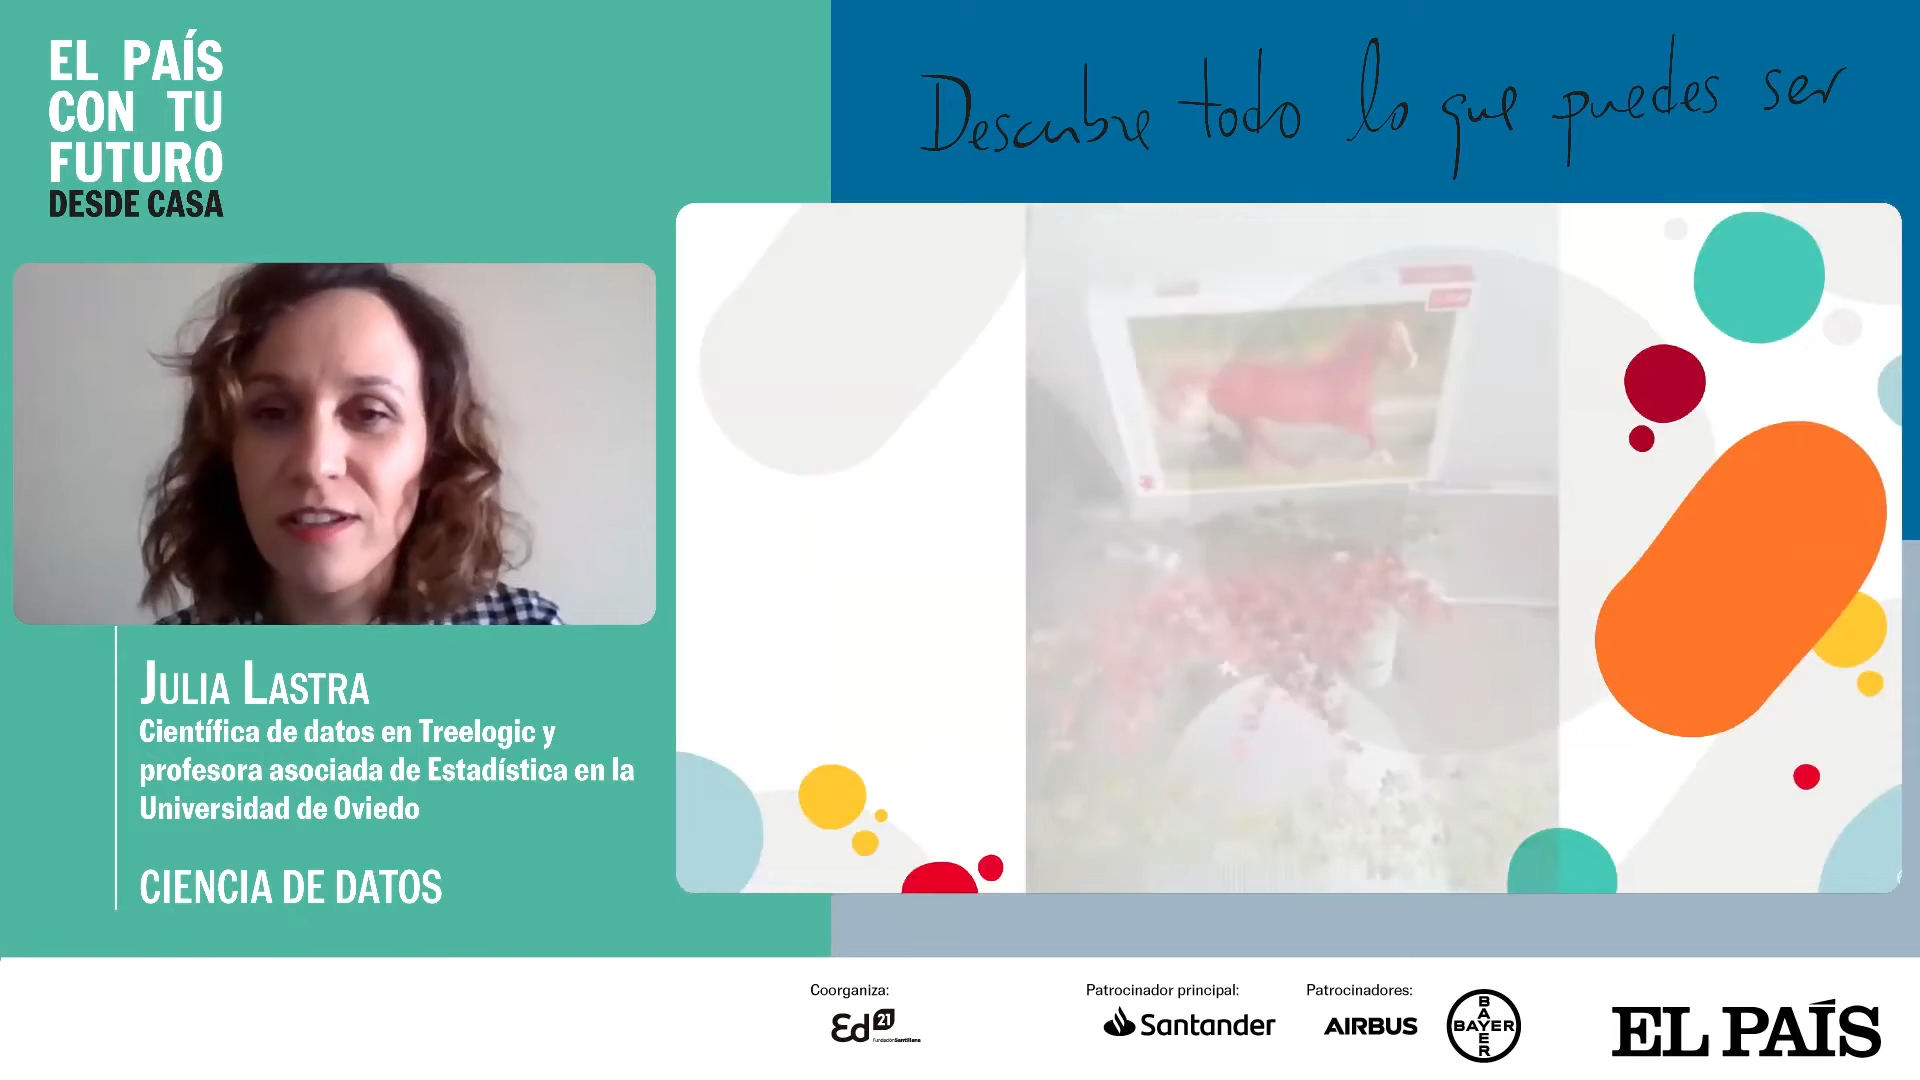 EL PAÍS
CON TU
FUTURO
DESDE CASA
Descubre todo lo que puedes ser
JULIA LASTRA
Científica de datos en Treelogic y
profesora asociada de Estadística en la
Universidad de Oviedo
CIENCIA DE DATOS
Coorganiza:
Ed21
FundaciónSantillana
Patrocinador principal:
Santander
Patrocinadores:
AIRBUS
BAYER
BAYER
EL PAÍS